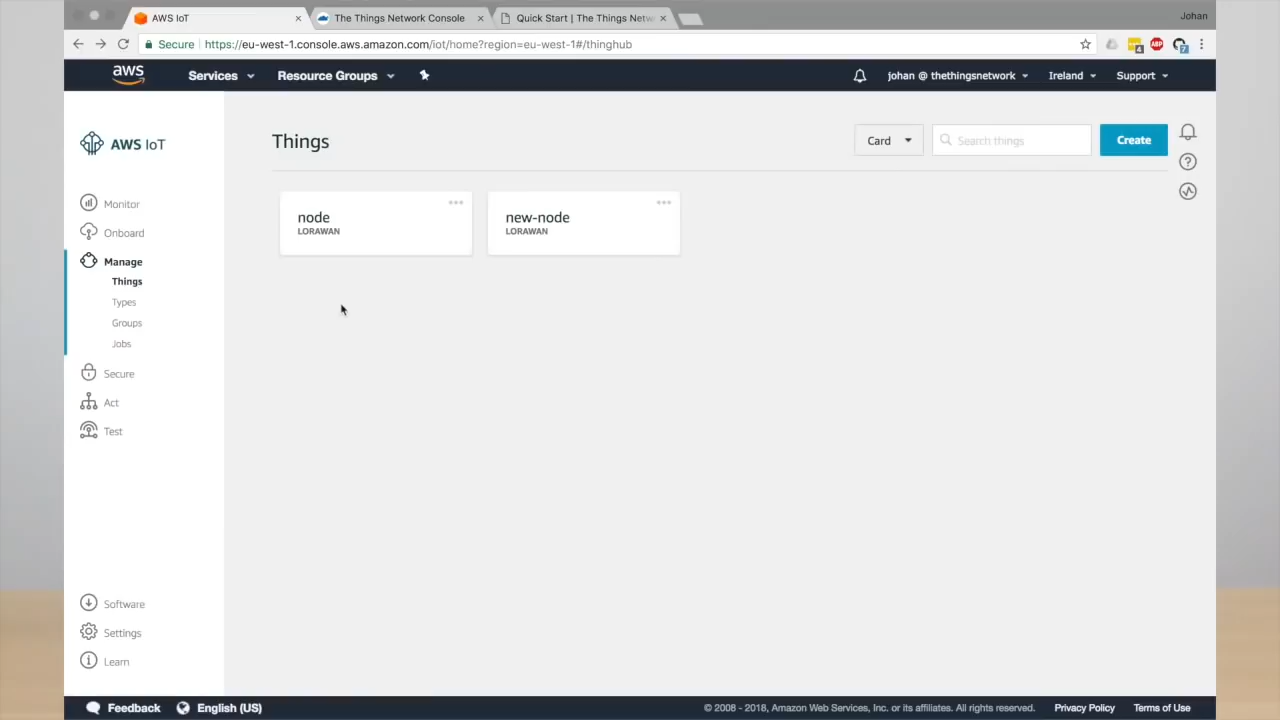 AWS IoT
The Things Network Console
Quick Start | The Things Netw
Johan
Secure https://eu-west-1.console.aws.amazon.com/iot/home?region=eu-west-1#/thinghub
4 ABP 7
aws Services Resource Groups johan @ thethingsnetwork Ireland Support
AWS IoT
Monitor
Onboard
Manage
Things
Types
Groups
Jobs
Secure
Act
Test
Software
Settings
Learn
Things
Card Search things Create
node
LORAWAN
new-node
LORAWAN
Feedback English (US) © 2008 - 2018, Amazon Web Services, Inc. or its affiliates. All rights reserved. Privacy Policy Terms of Use